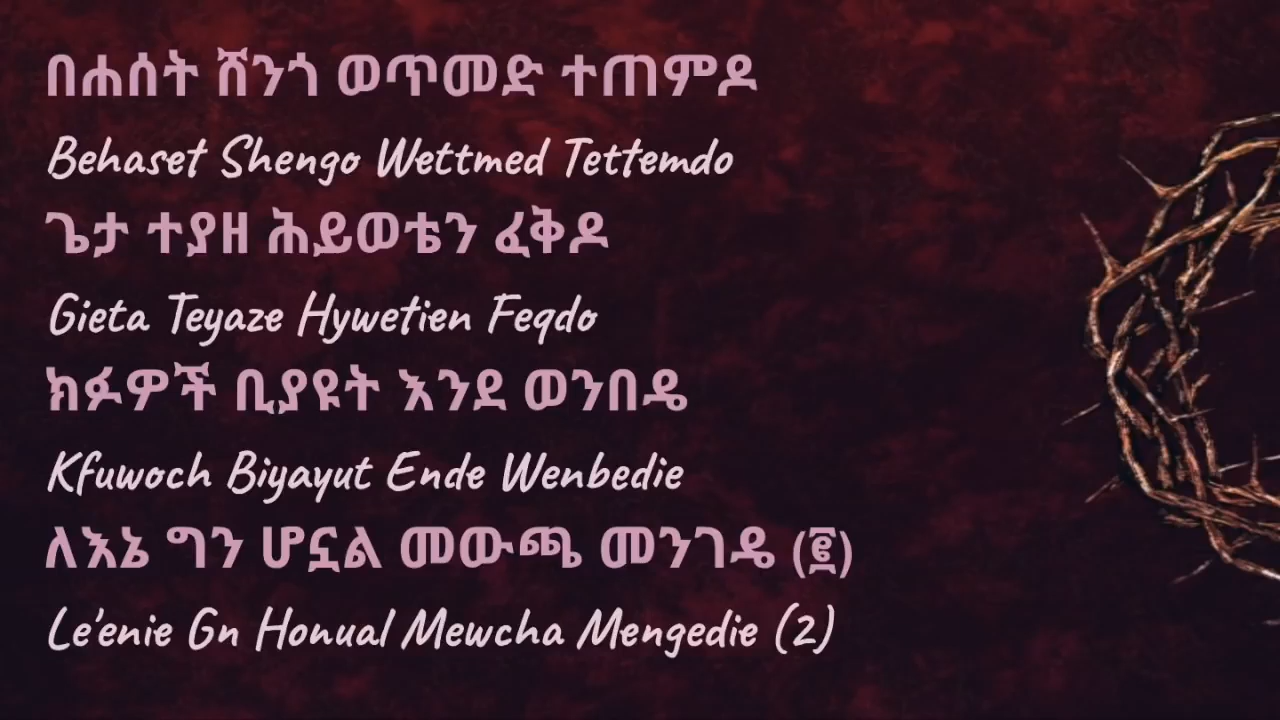 በሐሰት ሸንጎ ወጥመድ ተጠምዶ
Behaset Shengo Wettmed Tettemdo
ጌታ ተያዘ ሕይወቴን ፈቅዶ
Gieta Teyaze Hywetien Feqdo
ክፉዎች ቢያዩት እንደ ወንበዴ
Kfuwoch Biyayut Ende Wenbedie
ለእኔ ግን ሆኗል መውጫ መንገዴ (፪)
Le'enie Gn Honual Mewcha Mengedie (2)